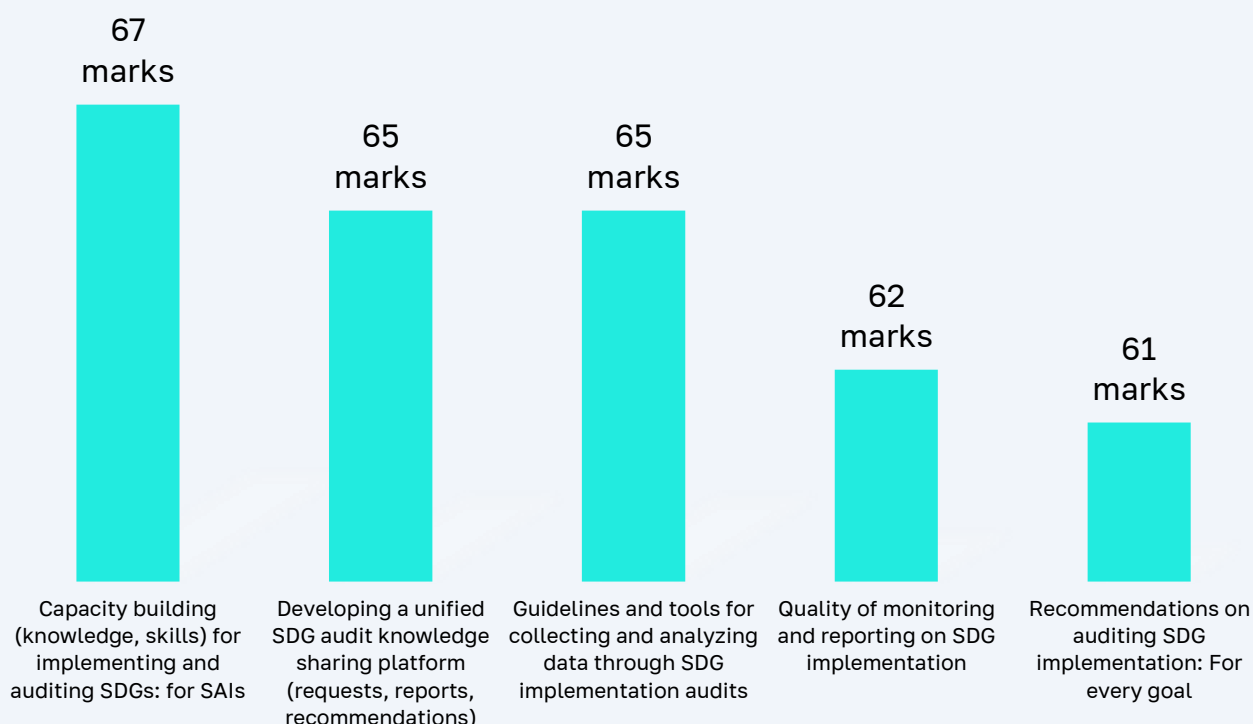 67
marks
65
marks
65
marks
62
marks
61
marks
Capacity building
(knowledge, skills) for
implementing and
auditing SDGs: for SAIs
Developing a unified
SDG audit knowledge
sharing platform
(requests, reports,
recommendations)
Guidelines and tools for
collecting and analyzing
data through SDG
implementation audits
Quality of monitoring
and reporting on SDG
implementation
Recommendations on
auditing SDG
implementation: For
every goal